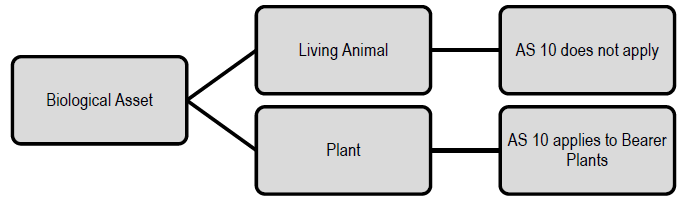 Living Animal
AS 10 does not apply
Biological Asset
Plant
AS 10 applies to Bearer
Plants